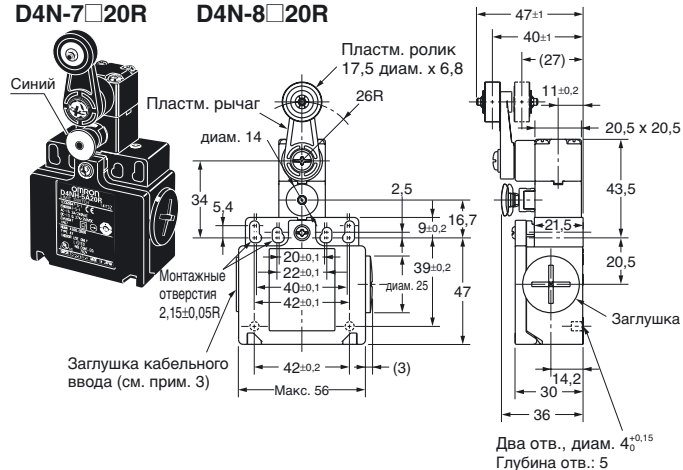 D4N-7□20R D4N-8□20R
Синий
Пластм. ролик
17,5 диам. x 6,8
26R
Пластм. рычаг
диам. 14
34
5,4
2,5
9±0,2
16,7
20±0,1
22±0,1
40±0,1
42±0,1
39±0,2
47
диам. 25
Монтажные
отверстия
2,15±0,05R
Заглушка кабельного
ввода (см. прим. 3)
42±0,2
(3)
Макс. 56
47±1
40±1
(27)
11±0,2
20,5 x 20,5
43,5
21,5
20,5
Заглушка
14,2
30
36
Два отв., диам. 4 +0,15 0
Глубина отв.: 5
OMRON